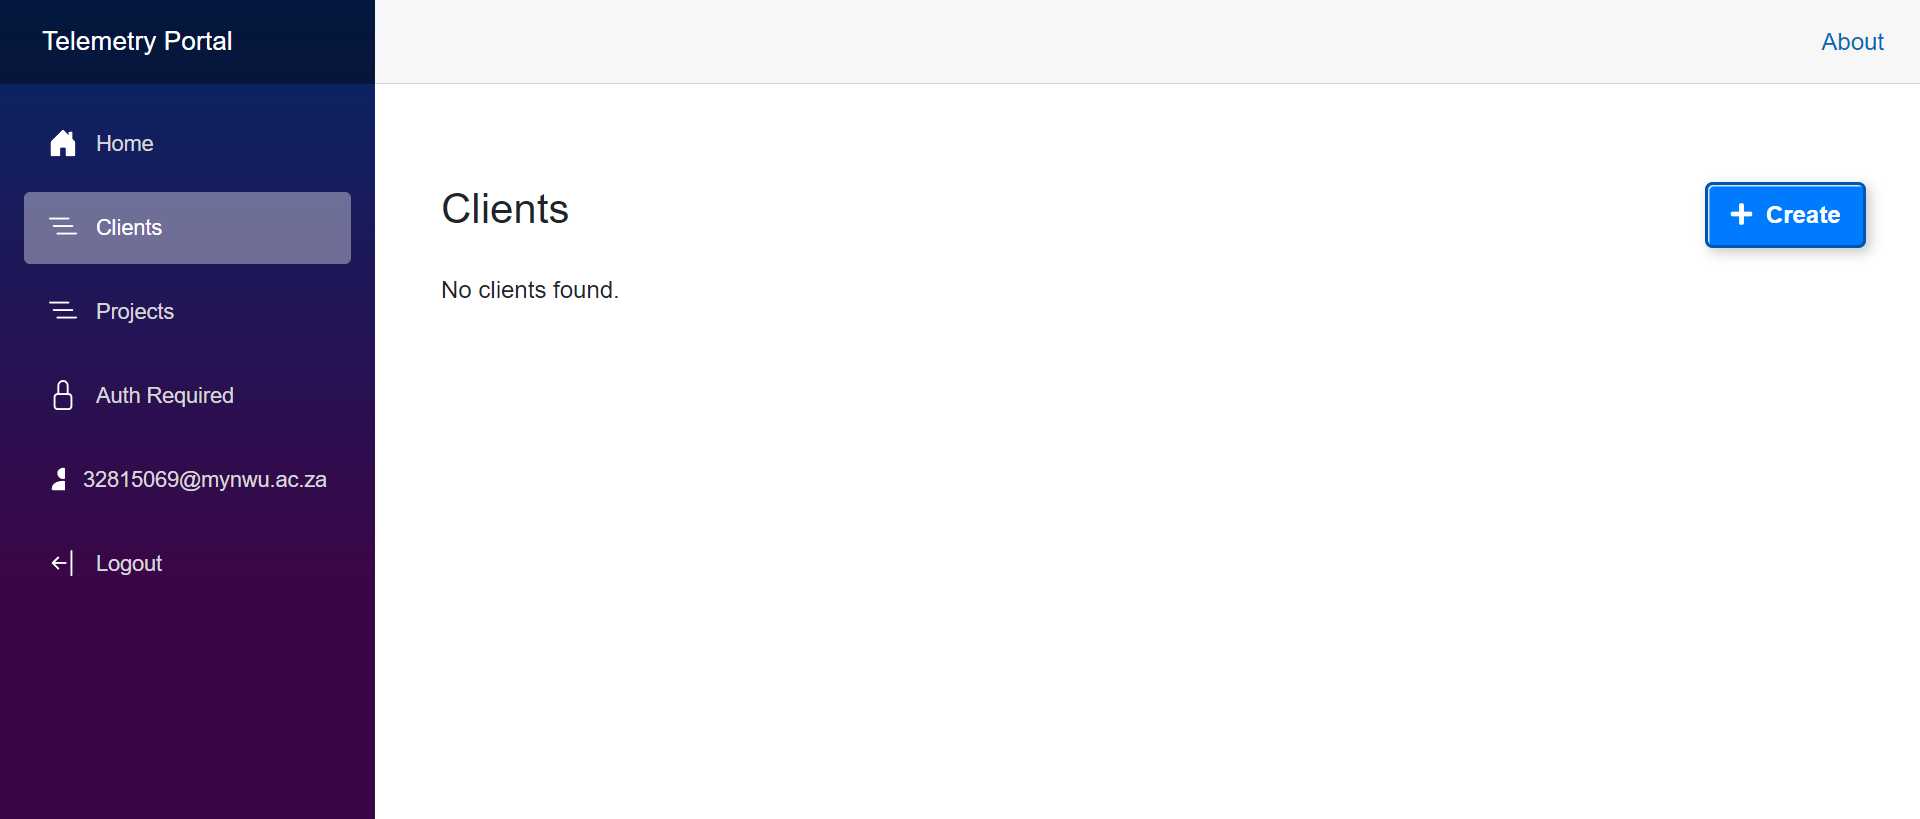 Telemetry Portal
About
Home
Clients
Projects
Auth Required
32815069@mynwu.ac.za
Logout
Clients
Create
No clients found.